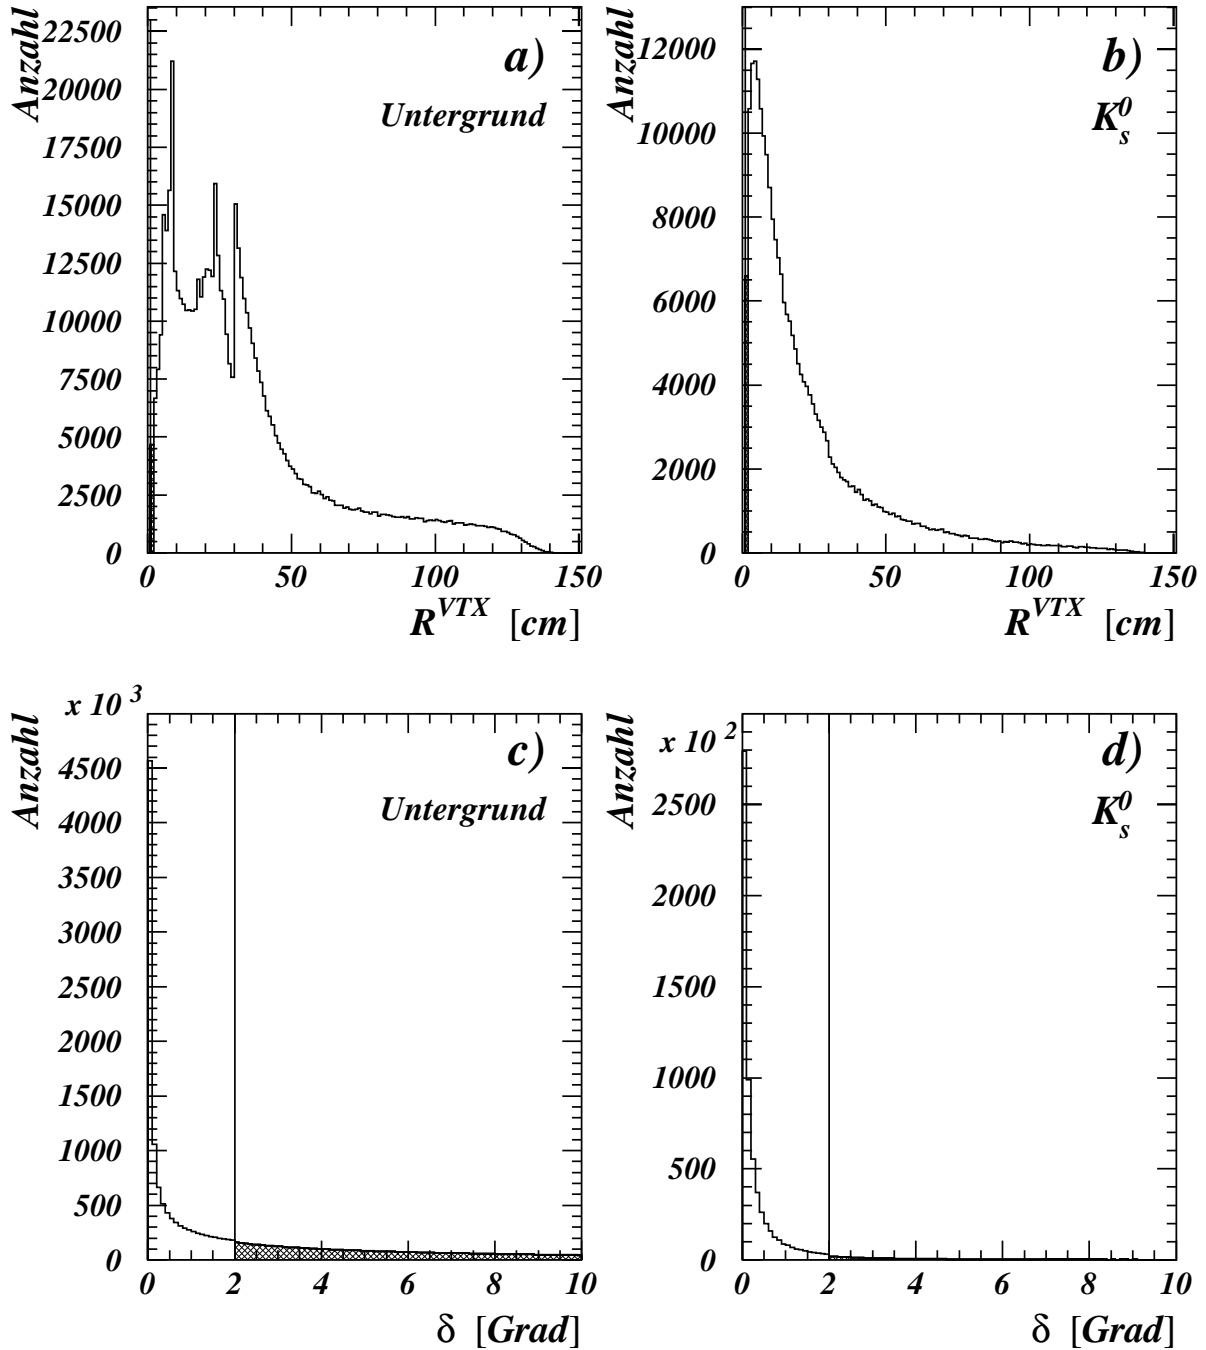 Anzahl
22500
20000
17500
15000
12500
10000
7500
5000
2500
0
a)
Untergrund
0 50 100 150
R^VTX [cm]
Anzahl
12000
10000
8000
6000
4000
2000
0
b)
K_s^0
0 50 100 150
R^VTX [cm]
x 10^3
Anzahl
4500
4000
3500
3000
2500
2000
1500
1000
500
0
c)
Untergrund
0 2 4 6 8 10
δ [Grad]
x 10^2
Anzahl
2500
2000
1500
1000
500
0
d)
K_s^0
0 2 4 6 8 10
δ [Grad]